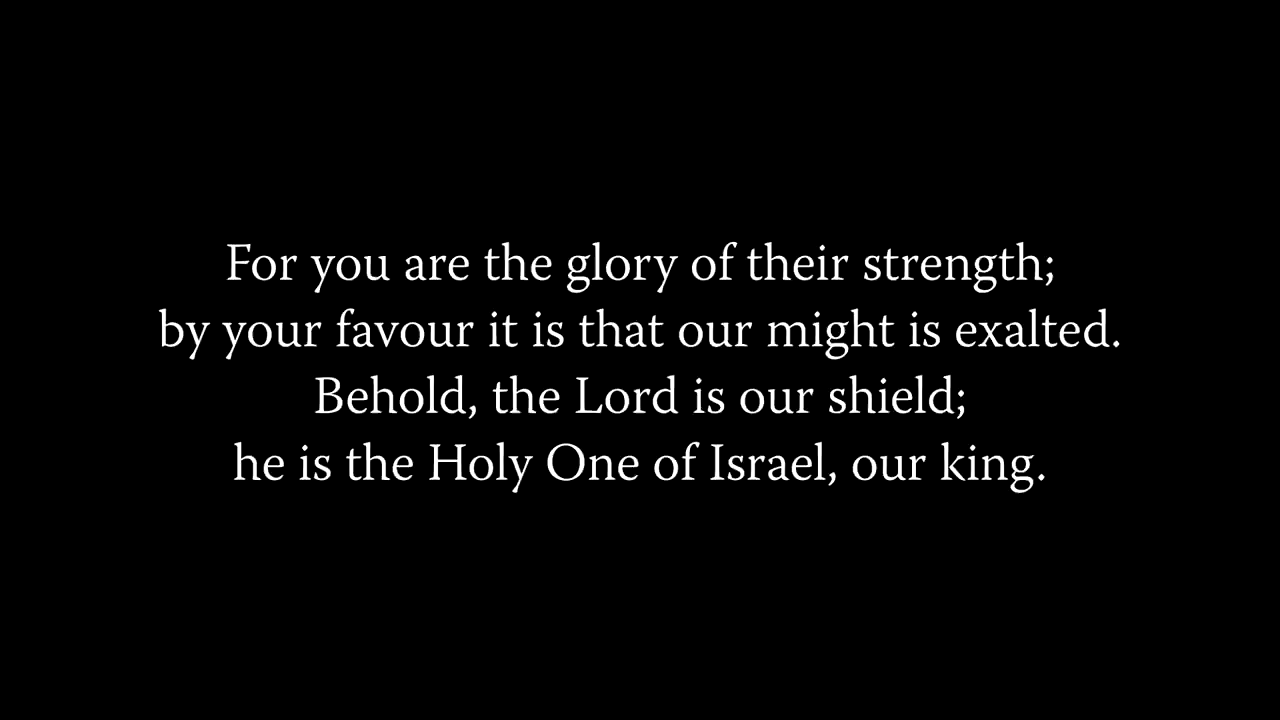 For you are the glory of their strength;
by your favour it is that our might is exalted.
Behold, the Lord is our shield;
he is the Holy One of Israel, our king.